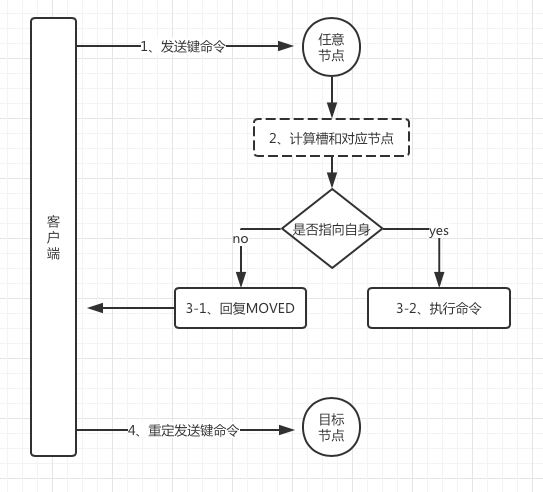 1、发送键命令
任意
节点
2、计算槽和对应节点
客
户
端
是否指向自身
no
yes
3-1、回复MOVED
3-2、执行命令
4、重定发送键命令
目标
节点